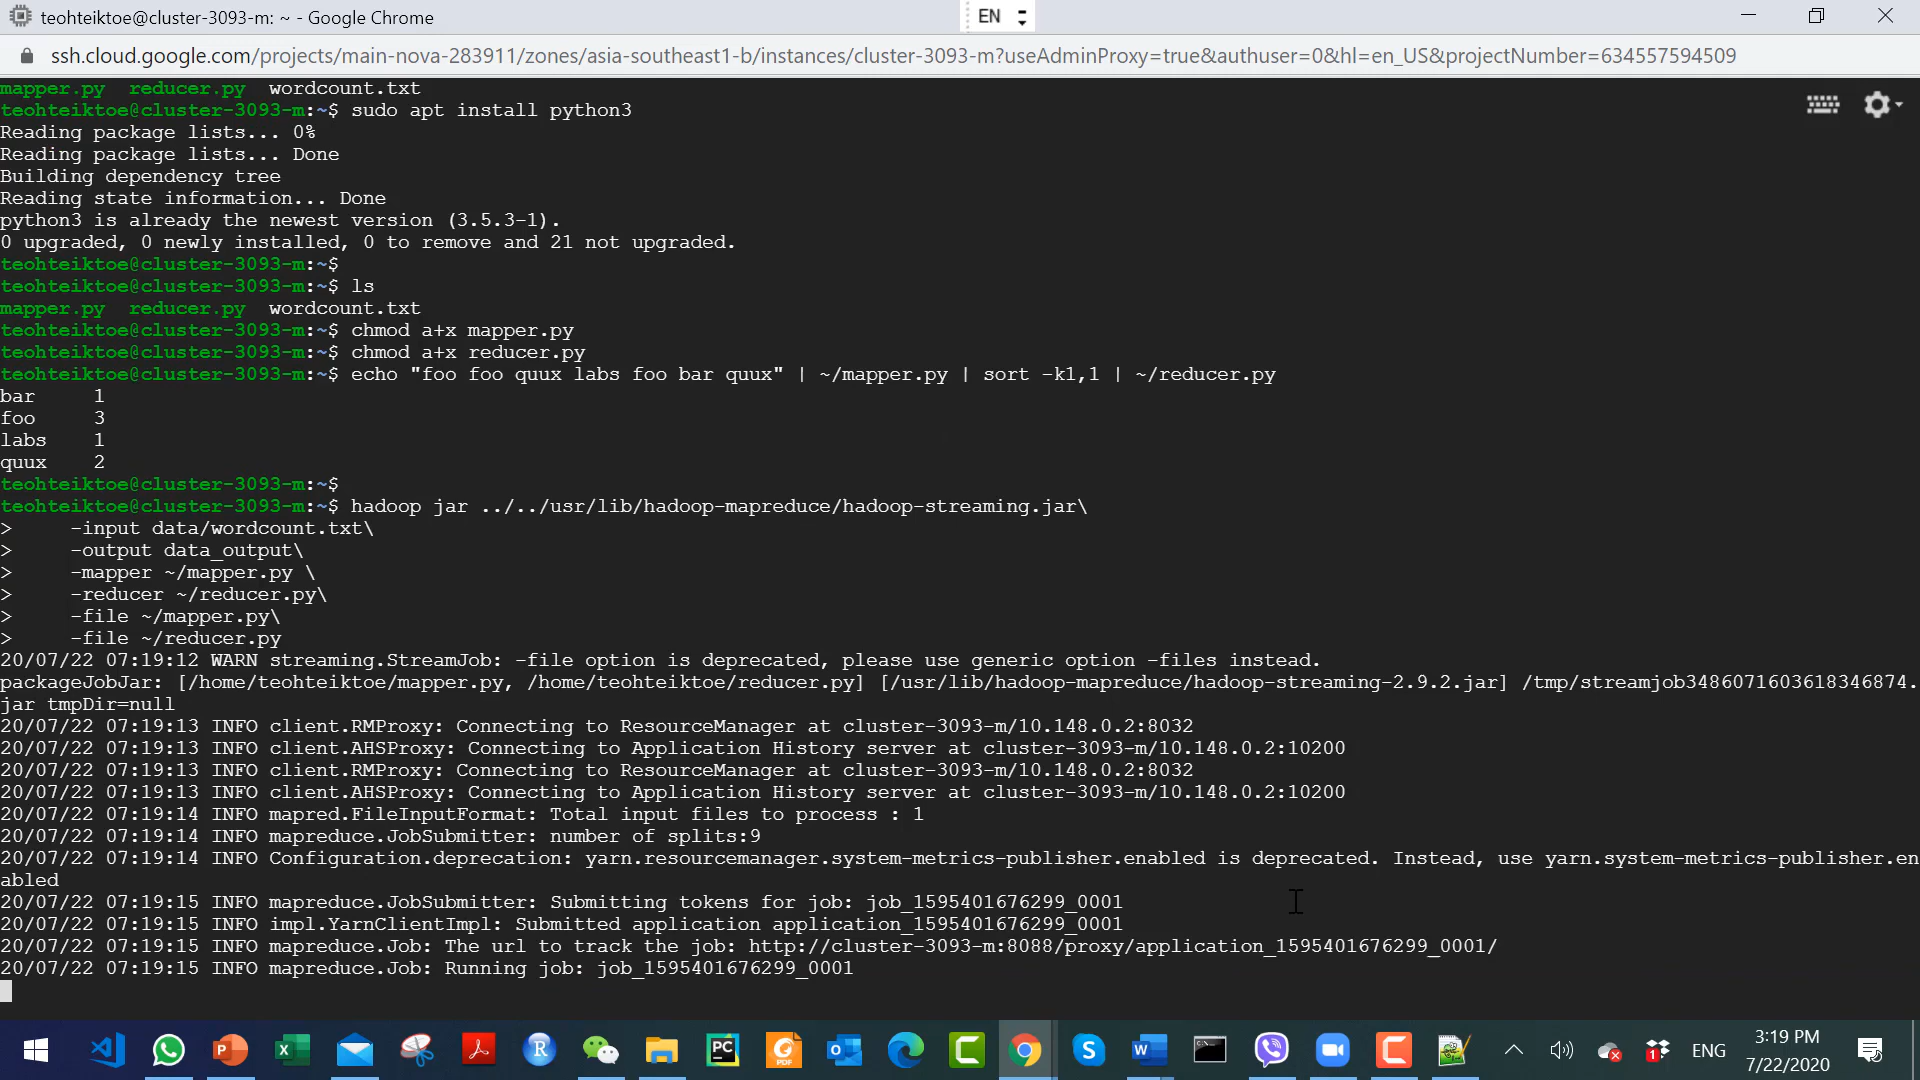 teohteiktoe@cluster-3093-m: ~ - Google Chrome
EN
ssh.cloud.google.com/projects/main-nova-283911/zones/asia-southeast1-b/instances/cluster-3093-m?useAdminProxy=true&authuser=0&hl=en_US&projectNumber=634557594509
mapper.py  reducer.py  wordcount.txt
teohteiktoe@cluster-3093-m:~$ sudo apt install python3
Reading package lists... 0%
Reading package lists... Done
Building dependency tree
Reading state information... Done
python3 is already the newest version (3.5.3-1).
0 upgraded, 0 newly installed, 0 to remove and 21 not upgraded.
teohteiktoe@cluster-3093-m:~$
teohteiktoe@cluster-3093-m:~$ ls
mapper.py  reducer.py  wordcount.txt
teohteiktoe@cluster-3093-m:~$ chmod a+x mapper.py
teohteiktoe@cluster-3093-m:~$ chmod a+x reducer.py
teohteiktoe@cluster-3093-m:~$ echo "foo foo quux labs foo bar quux" | ~/mapper.py | sort -k1,1 | ~/reducer.py
bar     1
foo     3
labs    1
quux    2
teohteiktoe@cluster-3093-m:~$
teohteiktoe@cluster-3093-m:~$ hadoop jar ../../usr/lib/hadoop-mapreduce/hadoop-streaming.jar\
>     -input data/wordcount.txt\
>     -output data_output\
>     -mapper ~/mapper.py \
>     -reducer ~/reducer.py\
>     -file ~/mapper.py\
>     -file ~/reducer.py
20/07/22 07:19:12 WARN streaming.StreamJob: -file option is deprecated, please use generic option -files instead.
packageJobJar: [/home/teohteiktoe/mapper.py, /home/teohteiktoe/reducer.py] [/usr/lib/hadoop-mapreduce/hadoop-streaming-2.9.2.jar] /tmp/streamjob3486071603618346874.
jar tmpDir=null
20/07/22 07:19:13 INFO client.RMProxy: Connecting to ResourceManager at cluster-3093-m/10.148.0.2:8032
20/07/22 07:19:13 INFO client.AHSProxy: Connecting to Application History server at cluster-3093-m/10.148.0.2:10200
20/07/22 07:19:13 INFO client.RMProxy: Connecting to ResourceManager at cluster-3093-m/10.148.0.2:8032
20/07/22 07:19:13 INFO client.AHSProxy: Connecting to Application History server at cluster-3093-m/10.148.0.2:10200
20/07/22 07:19:14 INFO mapred.FileInputFormat: Total input files to process : 1
20/07/22 07:19:14 INFO mapreduce.JobSubmitter: number of splits:9
20/07/22 07:19:14 INFO Configuration.deprecation: yarn.resourcemanager.system-metrics-publisher.enabled is deprecated. Instead, use yarn.system-metrics-publisher.en
abled
20/07/22 07:19:15 INFO mapreduce.JobSubmitter: Submitting tokens for job: job_1595401676299_0001
20/07/22 07:19:15 INFO impl.YarnClientImpl: Submitted application application_1595401676299_0001
20/07/22 07:19:15 INFO mapreduce.Job: The url to track the job: http://cluster-3093-m:8088/proxy/application_1595401676299_0001/
20/07/22 07:19:15 INFO mapreduce.Job: Running job: job_1595401676299_0001
ENG
3:19 PM
7/22/2020